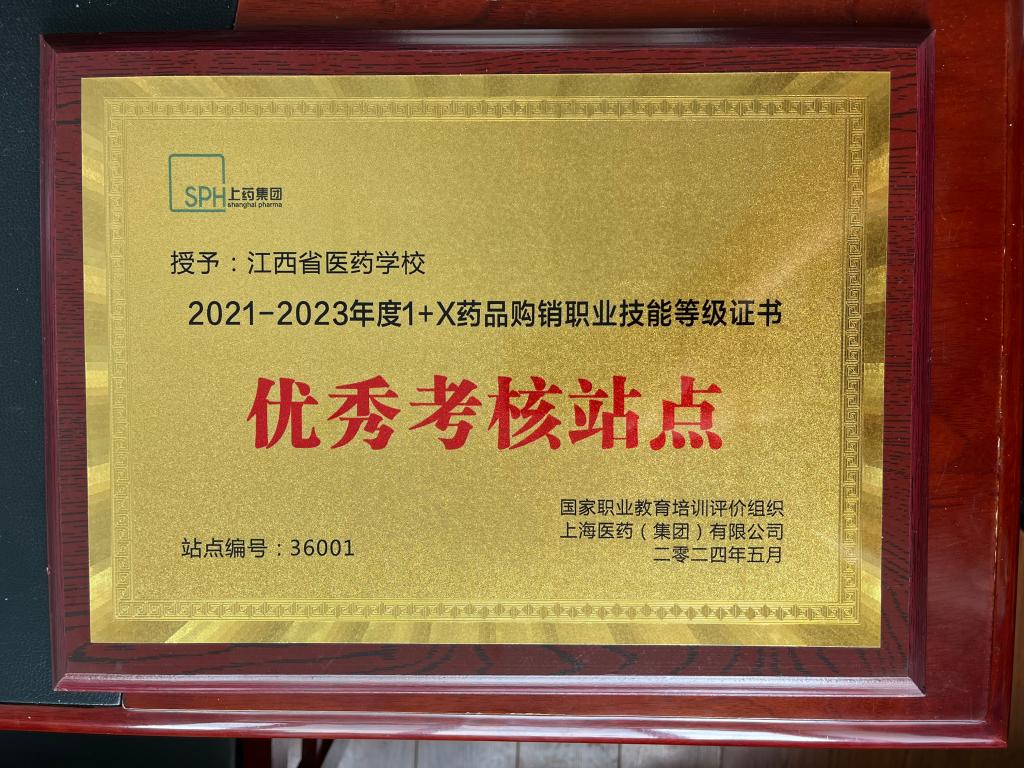 SPH上药集团
shanghai pharma
授予：江西省医药学校
2021-2023年度1+X药品购销职业技能等级证书
优秀考核站点
国家职业教育培训评价组织
上海医药（集团）有限公司
站点编号：36001
二零二四年五月